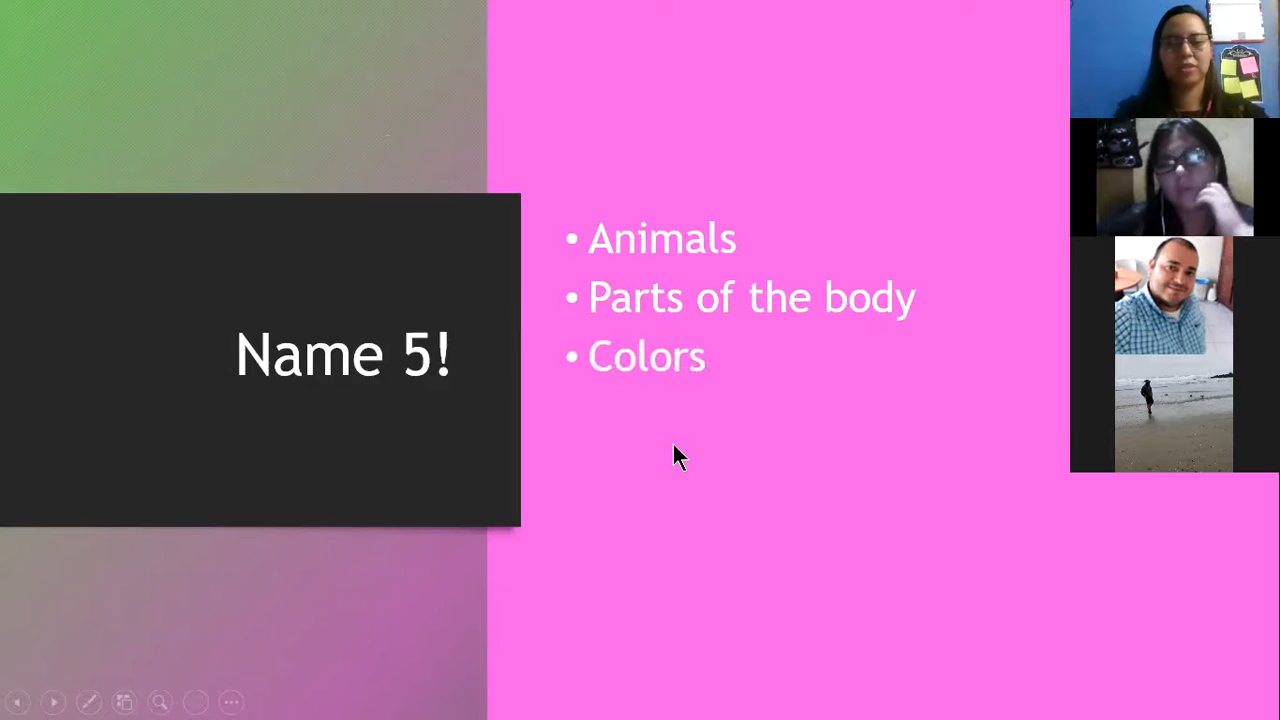 Name 5!
• Animals
• Parts of the body
• Colors